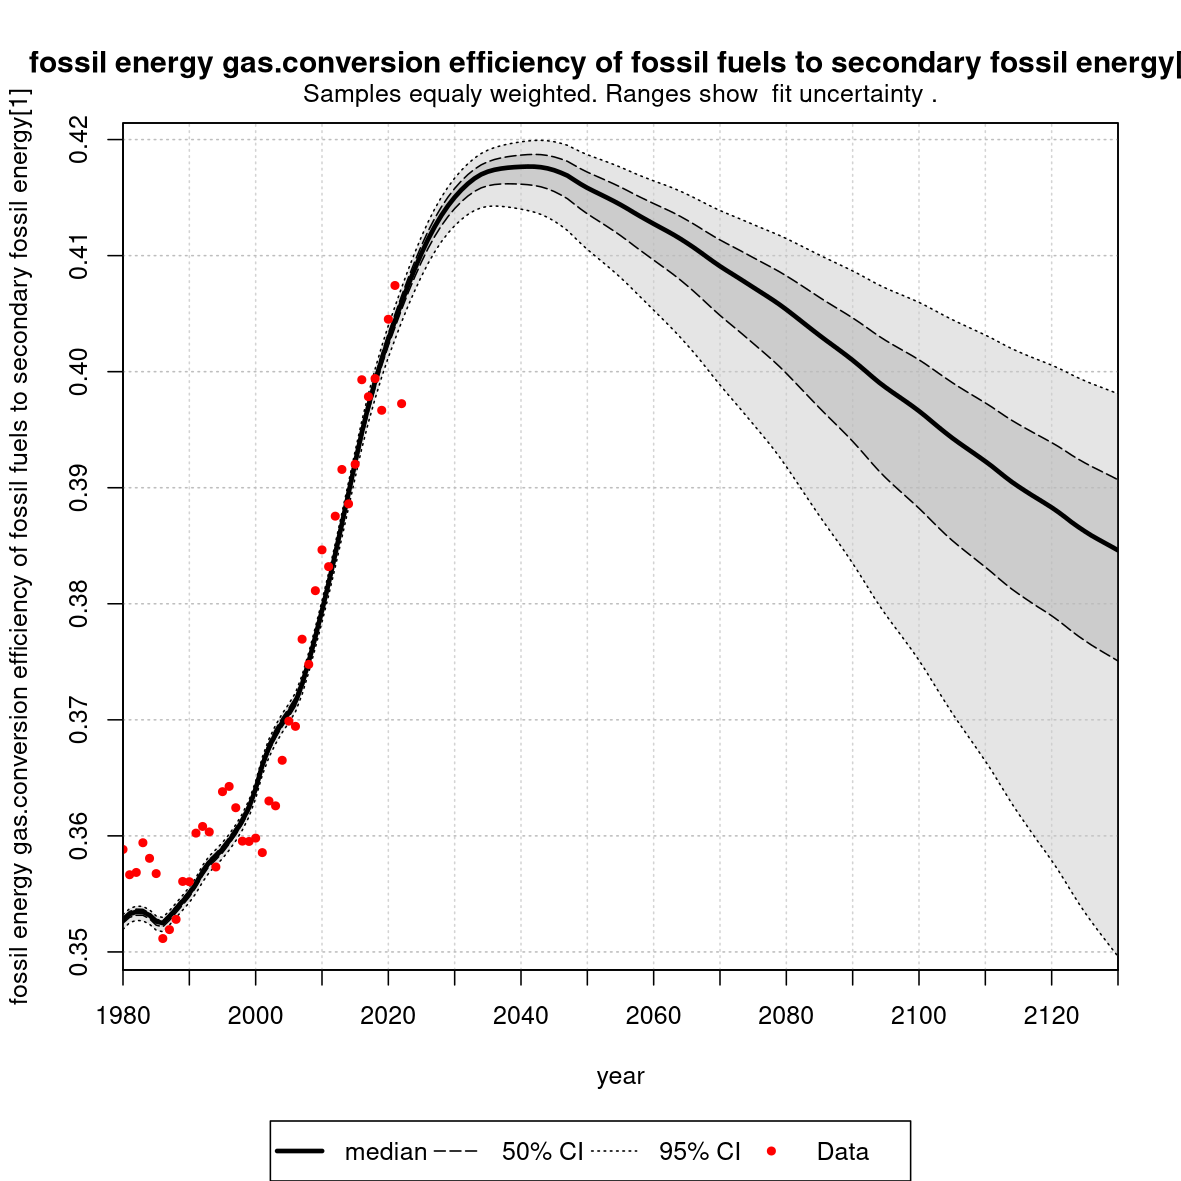 fossil energy gas.conversion efficiency of fossil fuels to secondary fossil energy[
Samples equaly weighted. Ranges show  fit uncertainty .
fossil energy gas.conversion efficiency of fossil fuels to secondary fossil energy[1]
0.42
0.41
0.40
0.39
0.38
0.37
0.36
0.35
1980 2000 2020 2040 2060 2080 2100 2120
year
median 50% CI 95% CI Data